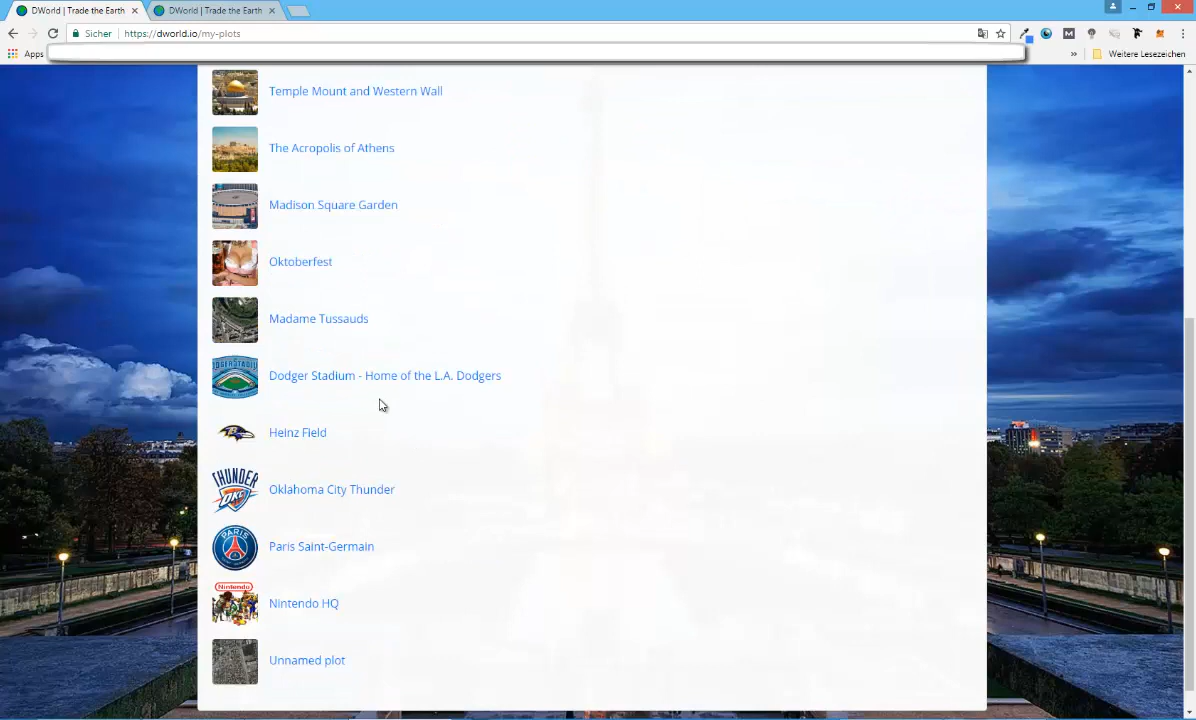 DWorld | Trade the Earth
DWorld | Trade the Earth
Sicher
https://dworld.io/my-plots
Apps
»
Weitere Lesezeichen
Temple Mount and Western Wall
The Acropolis of Athens
Madison Square Garden
Oktoberfest
Madame Tussauds
Dodger Stadium - Home of the L.A. Dodgers
Heinz Field
THUNDER
OKC
Oklahoma City Thunder
PARIS
Paris Saint-Germain
Nintendo
Nintendo HQ
Unnamed plot